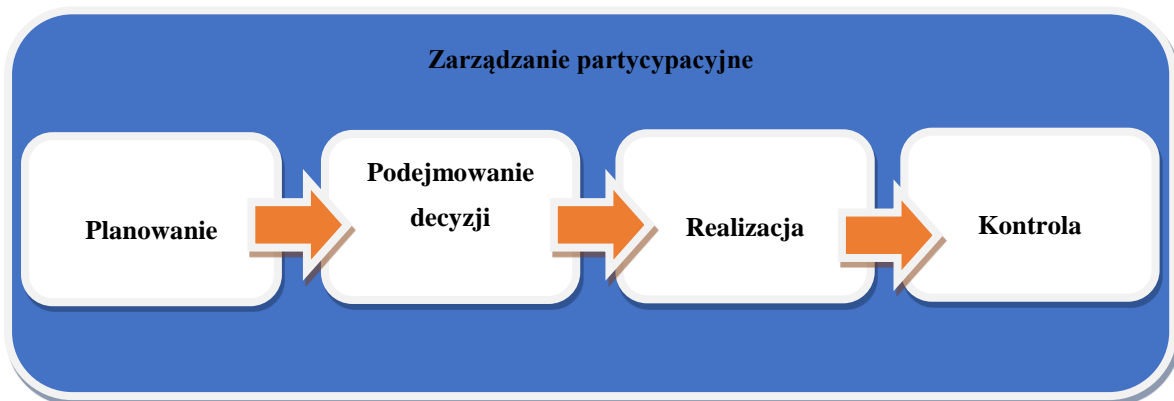 Zarządzanie partycypacyjne
Planowanie
Podejmowanie
decyzji
Realizacja
Kontrola